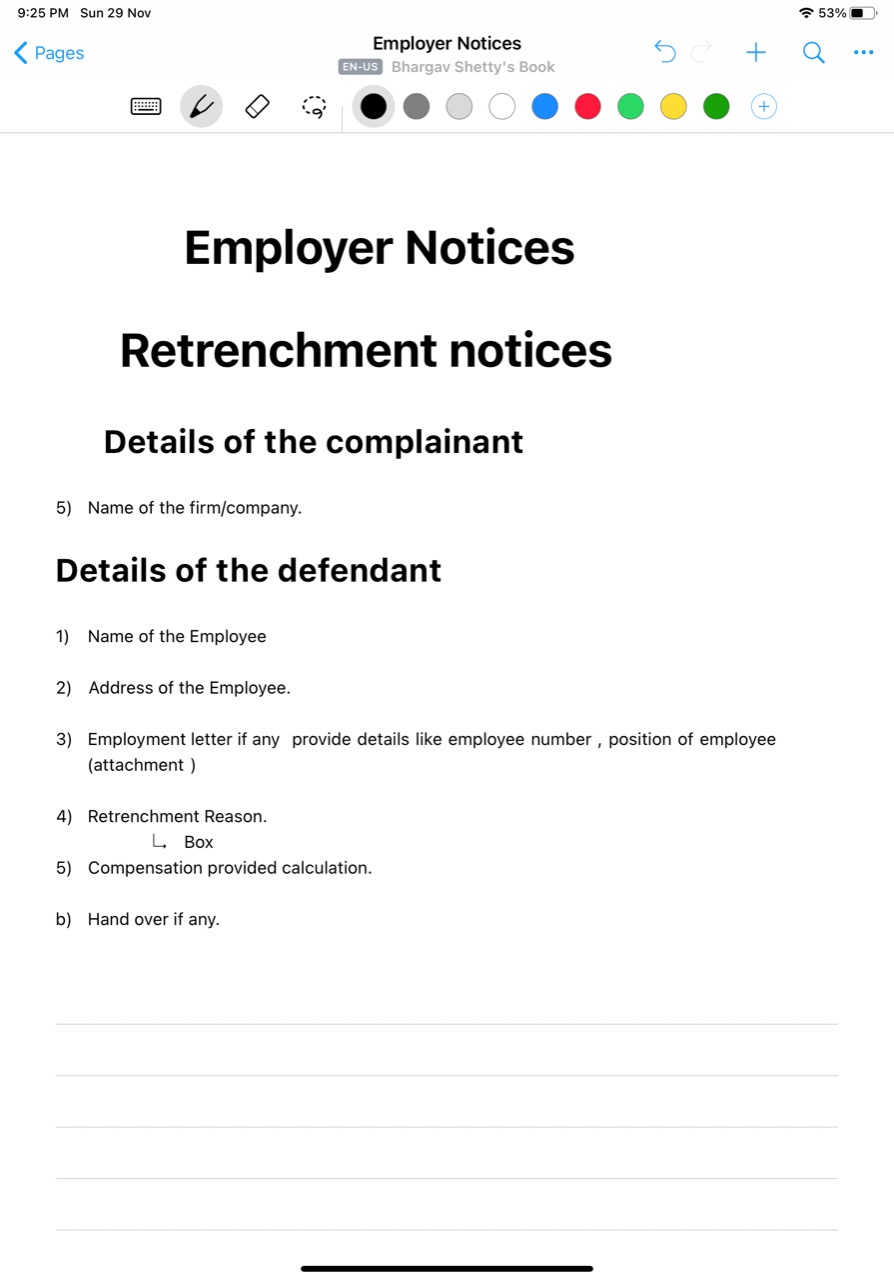 9:25 PM Sun 29 Nov 53%
Pages
Employer Notices
EN-US Bhargav Shetty's Book
Employer Notices
Retrenchment notices
Details of the complainant
5) Name of the firm/company.
Details of the defendant
1) Name of the Employee
2) Address of the Employee.
3) Employment letter if any provide details like employee number , position of employee
(attachment )
4) Retrenchment Reason.
Box
5) Compensation provided calculation.
b) Hand over if any.